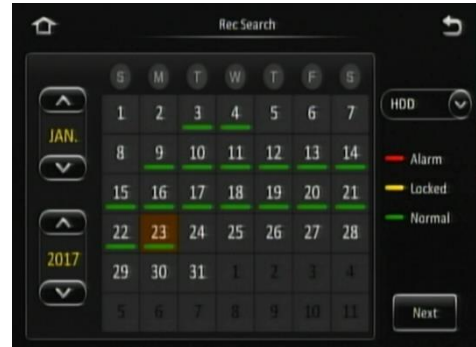 Rec Search
S M T W T F S
1 2 3 4 5 6 7
8 9 10 11 12 13 14
15 16 17 18 19 20 21
22 23 24 25 26 27 28
29 30 31 1 2 3 4
5 6 7 8 9 10 11
JAN.
2017
HDD
Alarm
Locked
Normal
Next